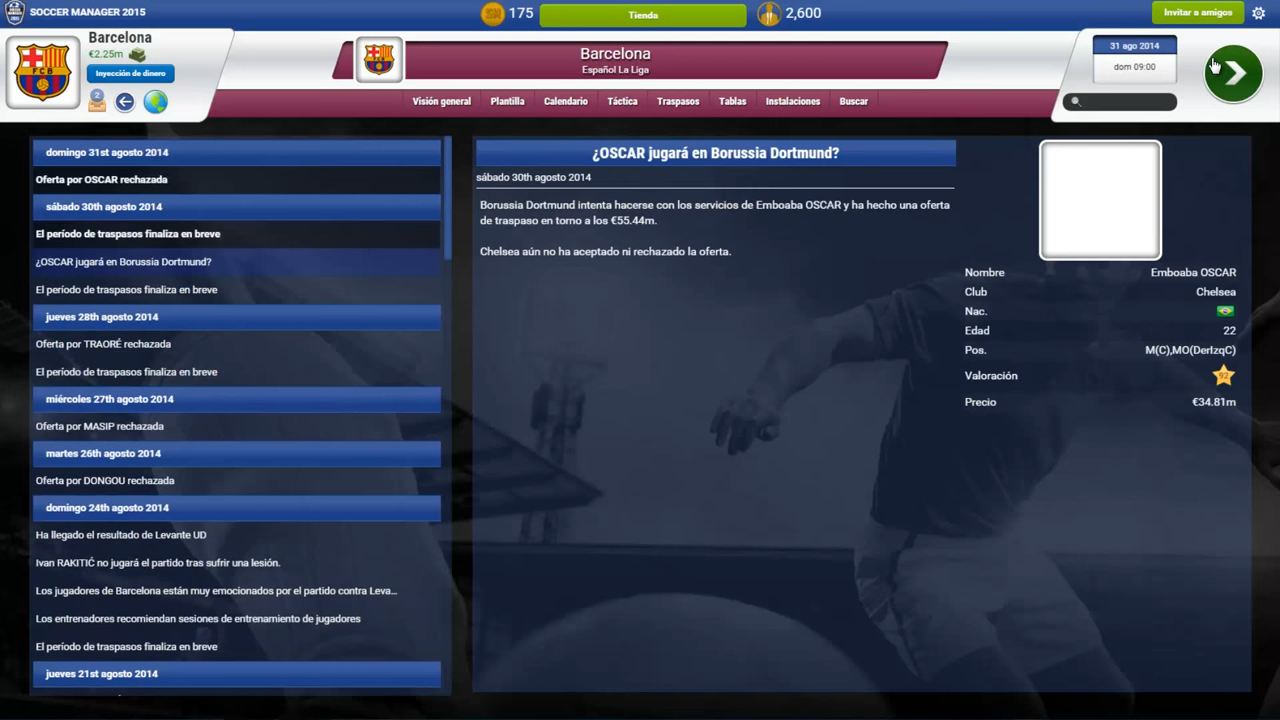 SOCCER MANAGER 2015
175
Tienda
2,600
Invitar a amigos
Barcelona
€2.25m
Inyección de dinero
2
Barcelona
Español La Liga
31 ago 2014
dom 09:00
Visión general
Plantilla
Calendario
Táctica
Traspasos
Tablas
Instalaciones
Buscar
domingo 31st agosto 2014
Oferta por OSCAR rechazada
sábado 30th agosto 2014
El período de traspasos finaliza en breve
¿OSCAR jugará en Borussia Dortmund?
El período de traspasos finaliza en breve
jueves 28th agosto 2014
Oferta por TRAORÉ rechazada
El período de traspasos finaliza en breve
miércoles 27th agosto 2014
Oferta por MASIP rechazada
martes 26th agosto 2014
Oferta por DONGOU rechazada
domingo 24th agosto 2014
Ha llegado el resultado de Levante UD
Ivan RAKITIĆ no jugará el partido tras sufrir una lesión.
Los jugadores de Barcelona están muy emocionados por el partido contra Leva...
Los entrenadores recomiendan sesiones de entrenamiento de jugadores
El período de traspasos finaliza en breve
jueves 21st agosto 2014
¿OSCAR jugará en Borussia Dortmund?
sábado 30th agosto 2014
Borussia Dortmund intenta hacerse con los servicios de Emboaba OSCAR y ha hecho una oferta
de traspaso en torno a los €55.44m.
Chelsea aún no ha aceptado ni rechazado la oferta.
Nombre Emboaba OSCAR
Club Chelsea
Nac.
Edad 22
Pos. M(C),MO(DerIzqC)
Valoración 92
Precio €34.81m